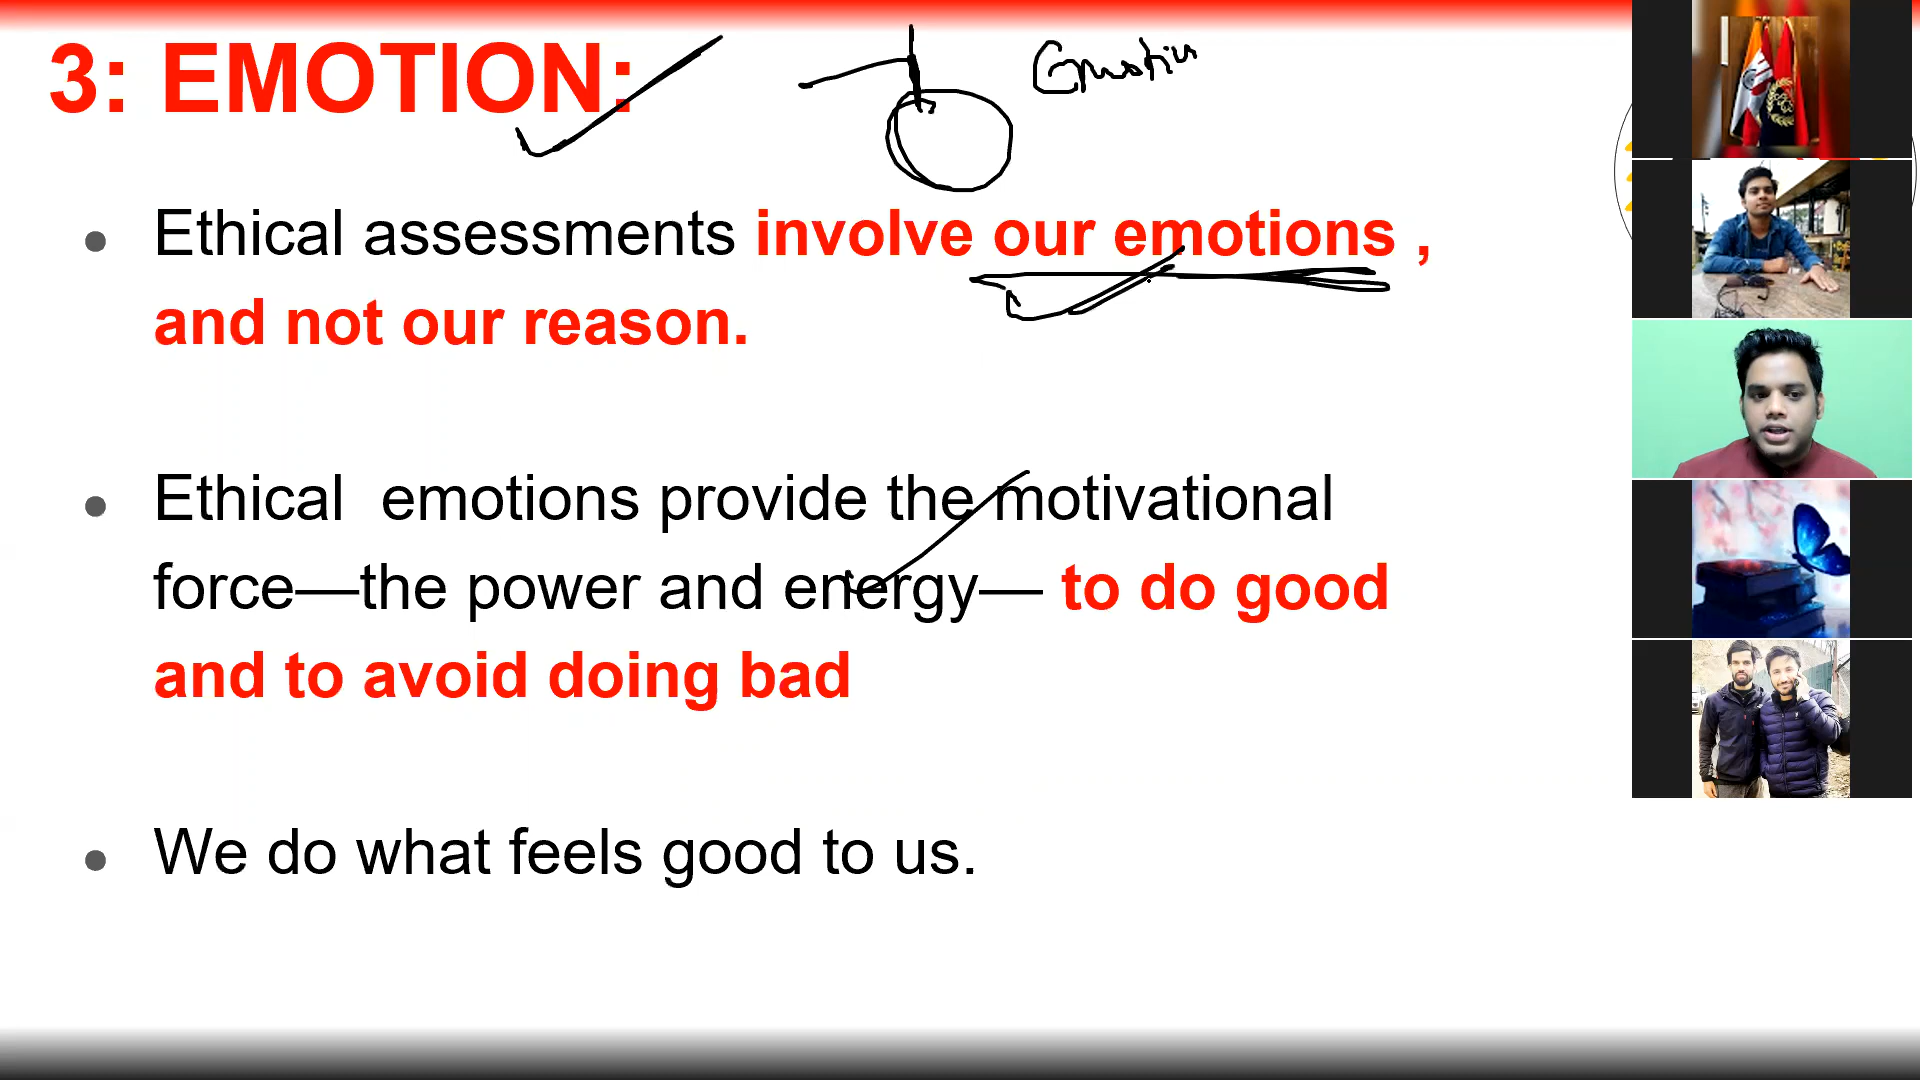 3: EMOTION:
Emotion
Ethical assessments involve our emotions ,
and not our reason.
Ethical emotions provide the motivational
force—the power and energy— to do good
and to avoid doing bad
We do what feels good to us.